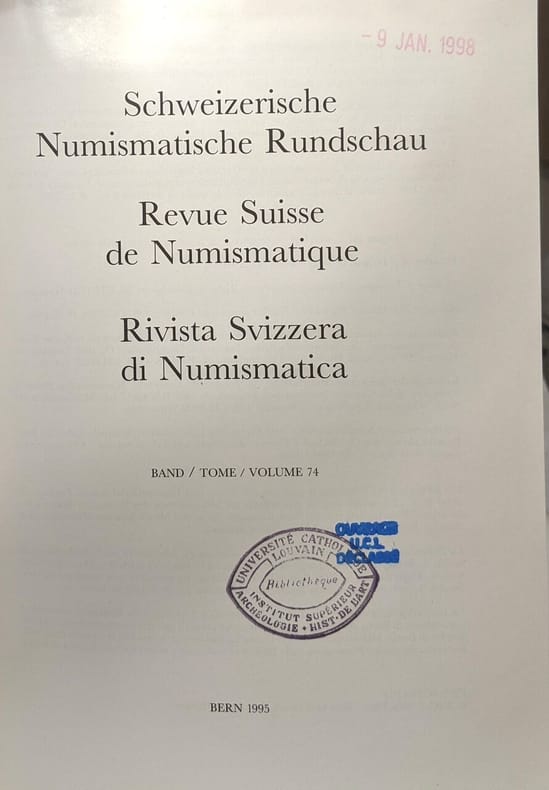 - 9 JAN. 1998
Schweizerische
Numismatische Rundschau
Revue Suisse
de Numismatique
Rivista Svizzera
di Numismatica
BAND / TOME / VOLUME 74
OUVRAGE
U.C.L.
DÉCLASSÉ
UNIVERSITÉ CATHOLIQUE
LOUVAIN
Bibliothèque
INSTITUT SUPÉRIEUR
ARCHÉOLOGIE • HIST. DE L'ART
BERN 1995